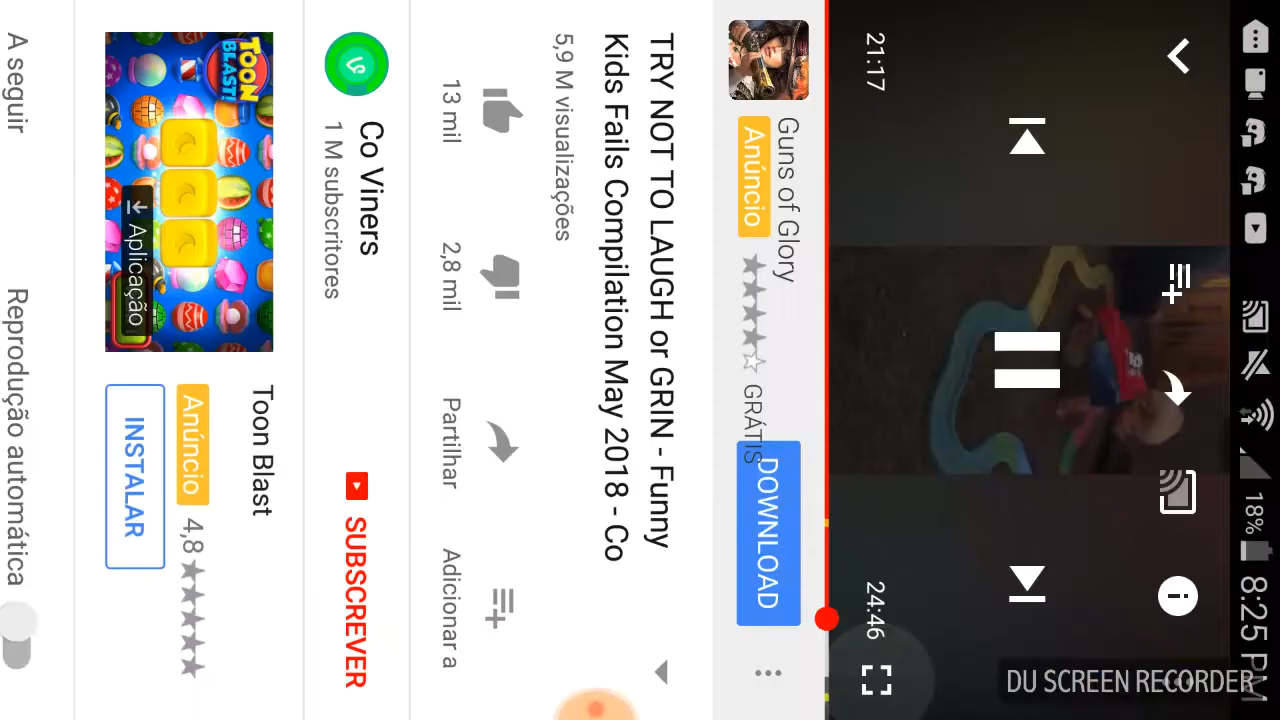 18%
8:25 PM
21:17
24:46
DU SCREEN RECORDER
Guns of Glory
Anúncio
GRÁTIS
DOWNLOAD
TRY NOT TO LAUGH or GRIN - Funny
Kids Fails Compilation May 2018 - Co
5,9 M visualizações
13 mil
2,8 mil
Partilhar
Adicionar a
Co Viners
1 M subscritores
SUBSCREVER
TOON
BLAST!
Aplicação
Toon Blast
Anúncio
4,8
INSTALAR
A seguir
Reprodução automática